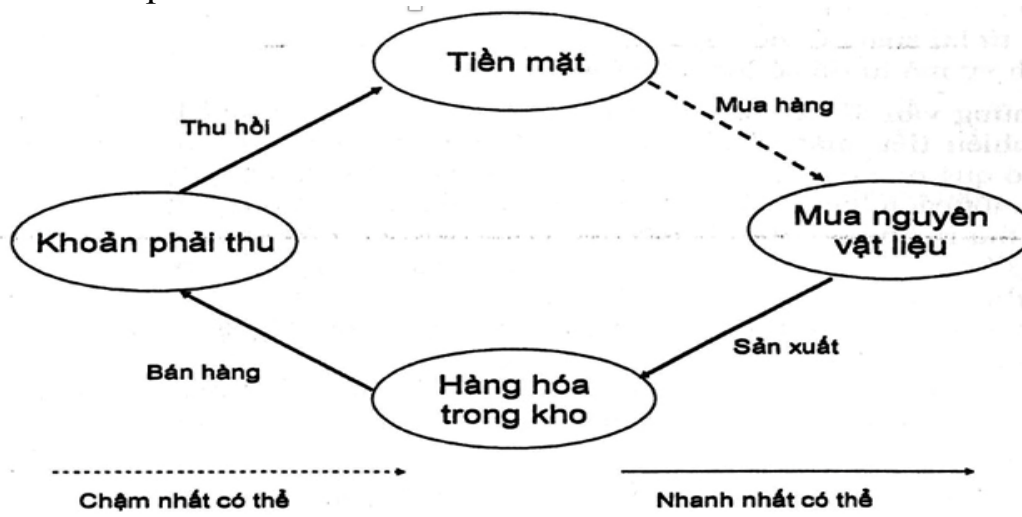 Tiền mặt
Mua hàng
Thu hồi
Khoản phải thu
Mua nguyên
vật liệu
Sản xuất
Bán hàng
Hàng hóa
trong kho
Chậm nhất có thể
Nhanh nhất có thể